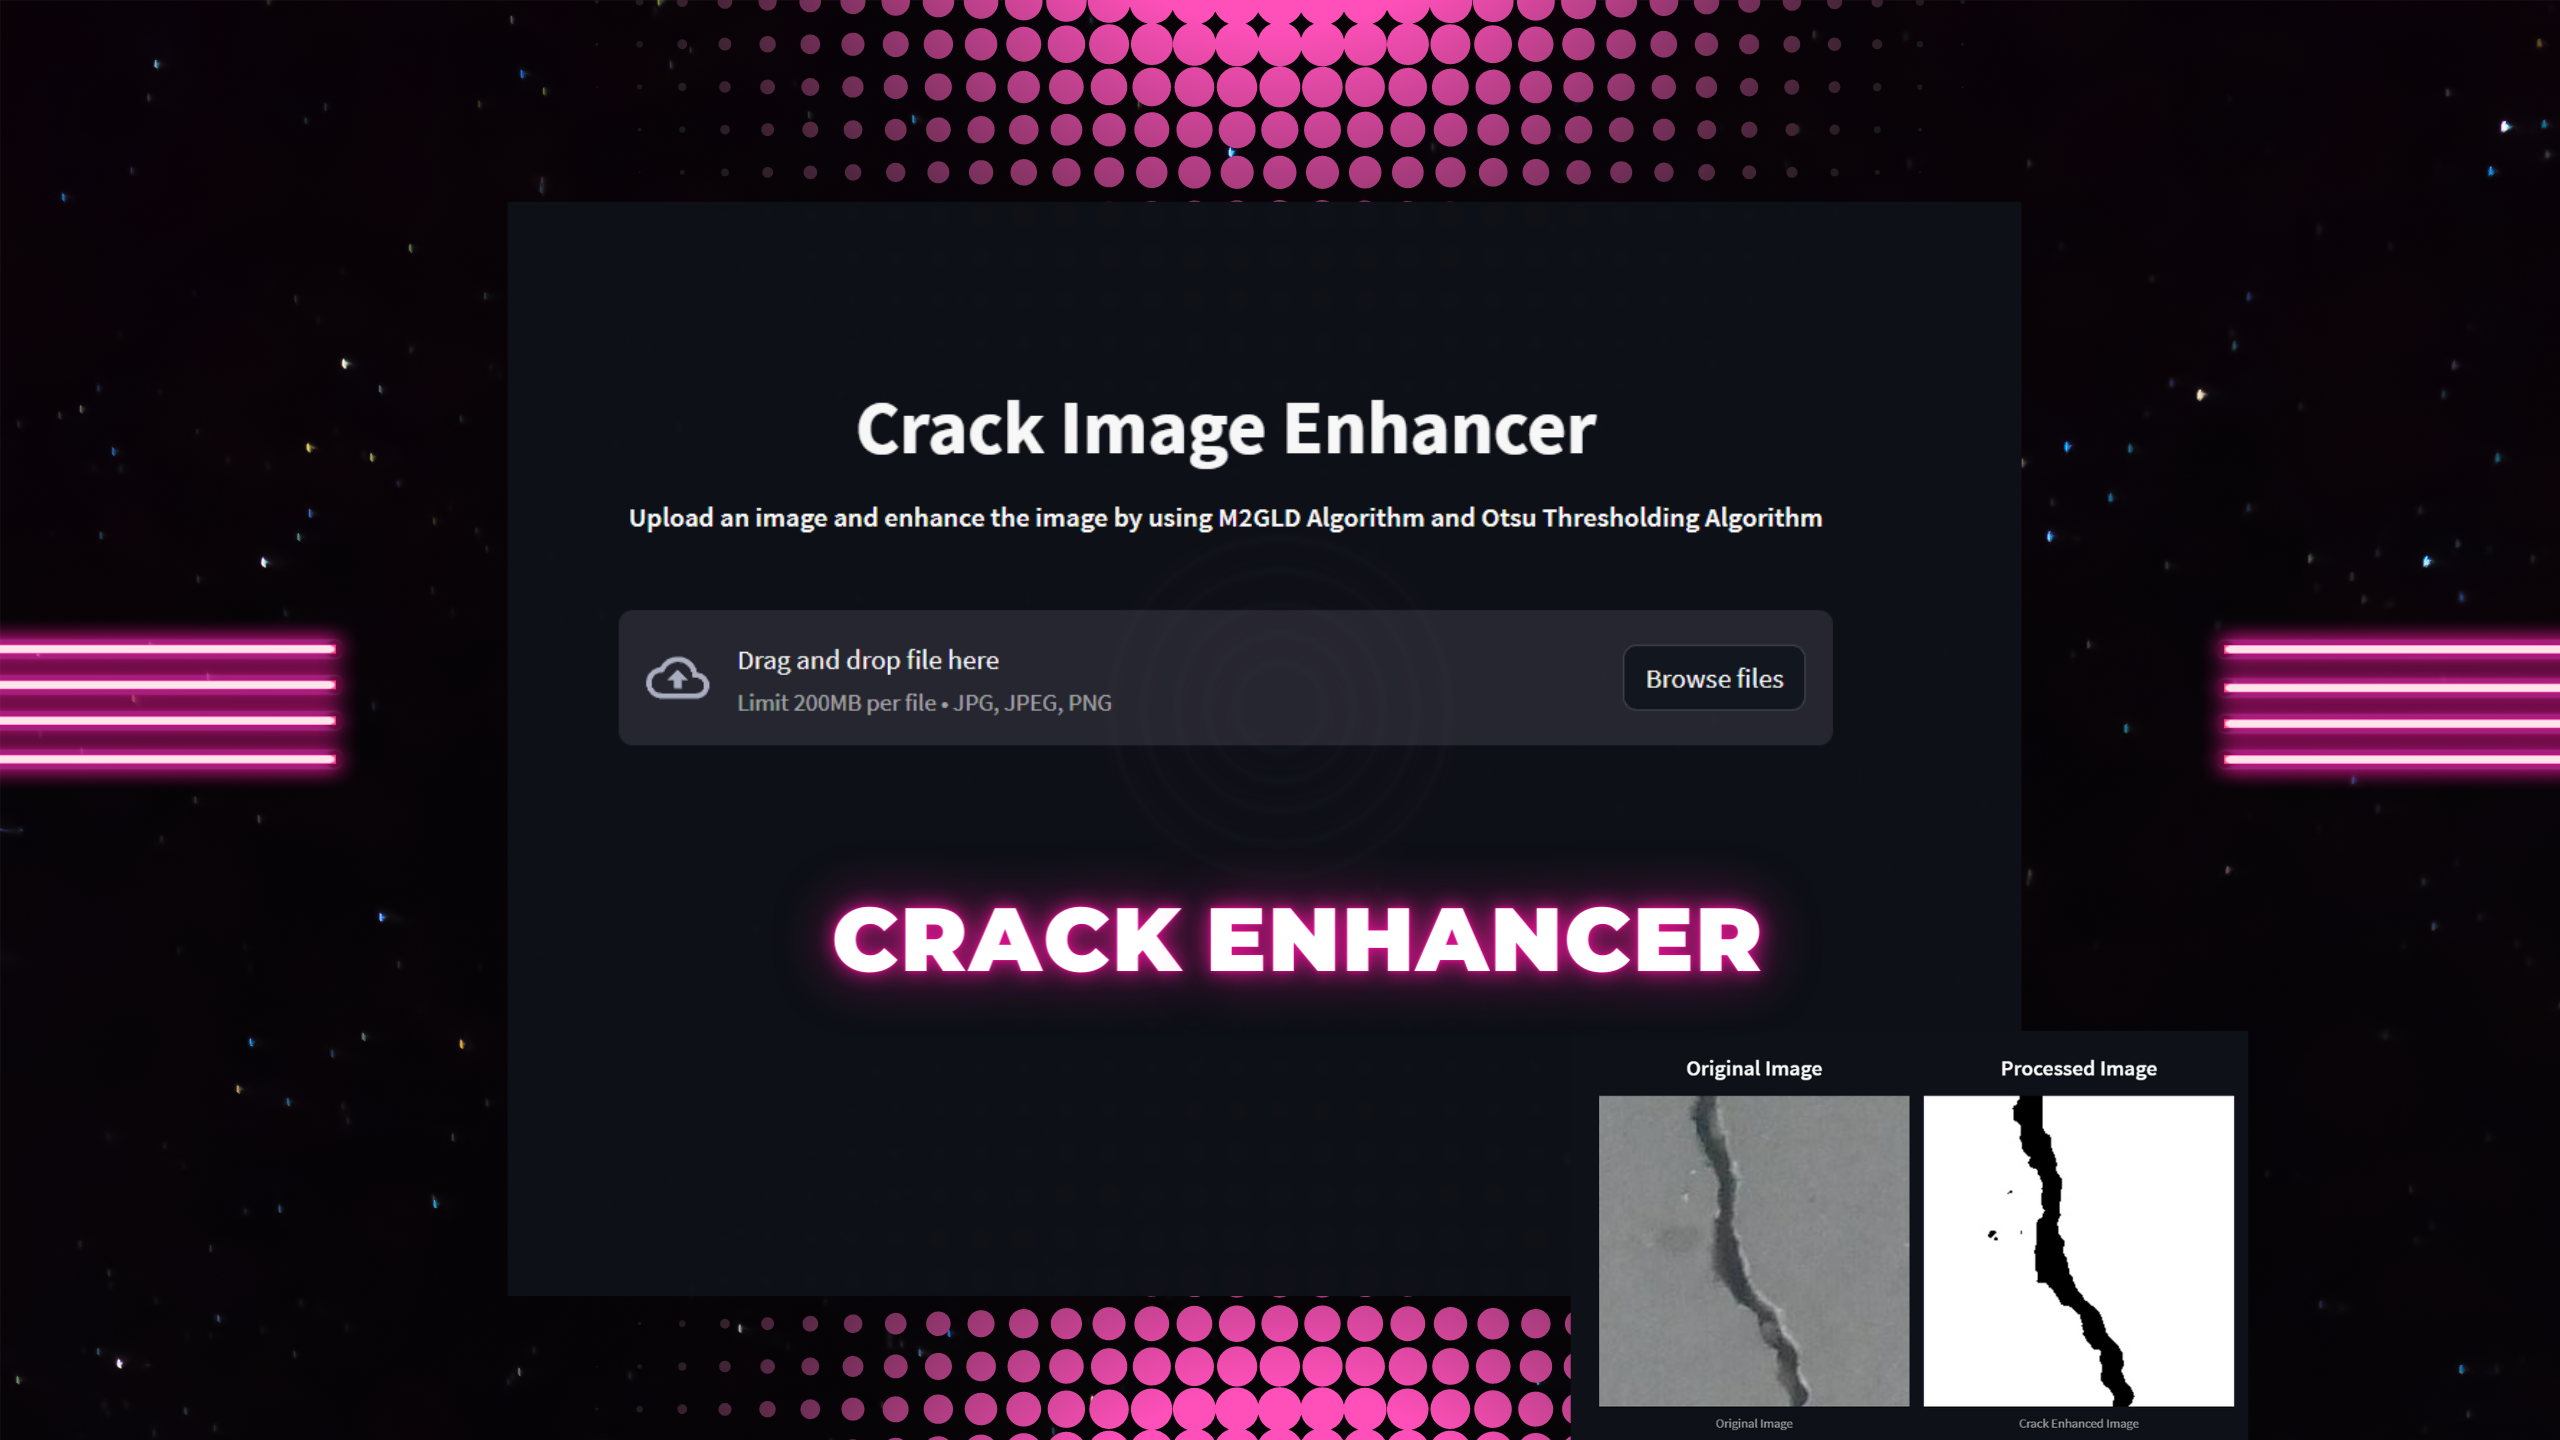 Crack Image Enhancer
Upload an image and enhance the image by using M2GLD Algorithm and Otsu Thresholding Algorithm
Drag and drop file here
Limit 200MB per file • JPG, JPEG, PNG
Browse files
CRACK ENHANCER
Original Image
Processed Image
Original Image
Crack Enhanced Image